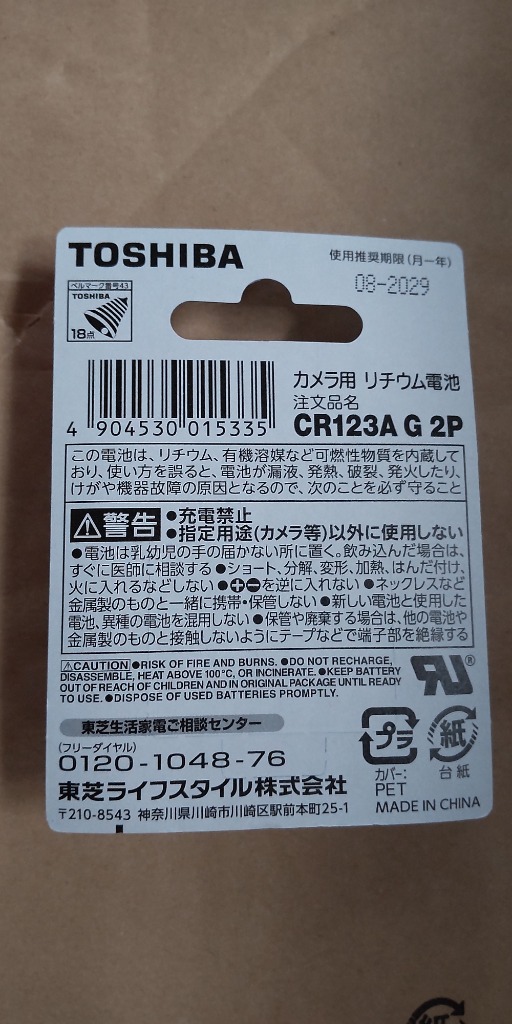 TOSHIBA
使用推奨期限(月-年)
08-2029
ベルマーク番号43
TOSHIBA
18点
4 904530 015335
カメラ用 リチウム電池
注文品名
CR123A G 2P
この電池は、リチウム、有機溶媒など可燃性物質を内蔵して
おり、使い方を誤ると、電池が漏液、発熱、破裂、発火したり、
けがや機器故障の原因となるので、次のことを必ず守ること
警告
●充電禁止
●指定用途(カメラ等)以外に使用しない
●電池は乳幼児の手の届かない所に置く。飲み込んだ場合は、
すぐに医師に相談する ●ショート、分解、変形、加熱、はんだ付け、
火に入れるなどしない ●⊕⊖を逆に入れない ●ネックレスなど
金属製のものと一緒に携帯・保管しない ●新しい電池と使用した
電池、異種の電池を混用しない ●保管や廃棄する場合は、他の電池や
金属製のものと接触しないようにテープなどで端子部を絶縁する
CAUTION ●RISK OF FIRE AND BURNS. ●DO NOT RECHARGE,
DISASSEMBLE, HEAT ABOVE 100°C, OR INCINERATE. ●KEEP BATTERY
OUT OF REACH OF CHILDREN AND IN ORIGINAL PACKAGE UNTIL READY
TO USE. ●DISPOSE OF USED BATTERIES PROMPTLY.
RU®
東芝生活家電ご相談センター
(フリーダイヤル)
0120-1048-76
東芝ライフスタイル株式会社
〒210-8543 神奈川県川崎市川崎区駅前本町25-1
プラ
カバー:
PET
紙
台紙
MADE IN CHINA
紙